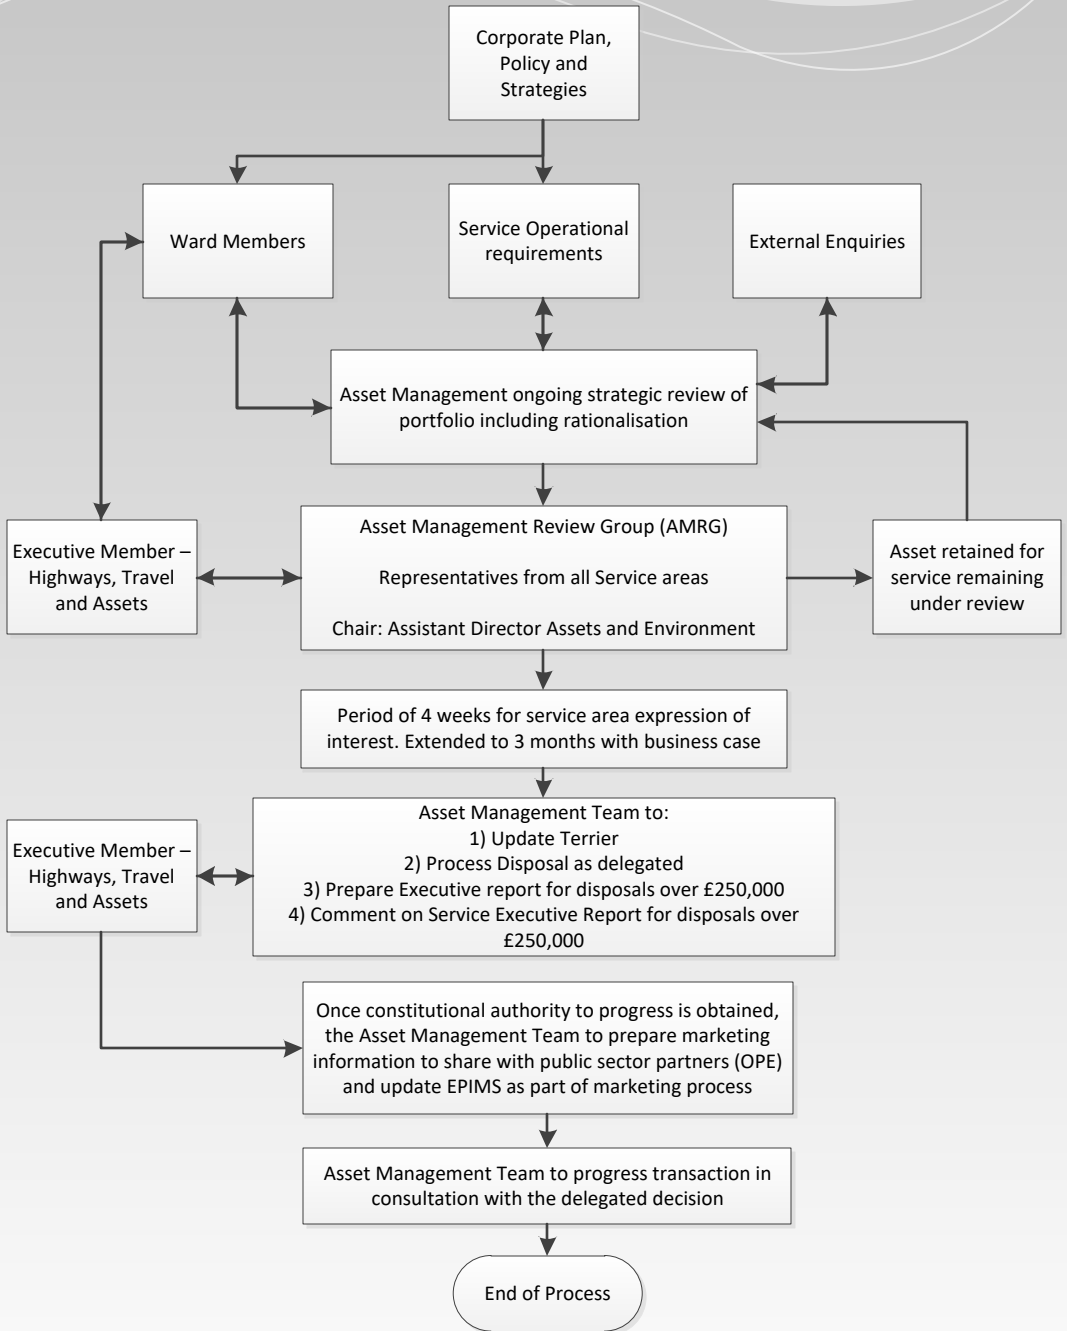 Corporate Plan,
Policy and
Strategies
Ward Members
Service Operational
requirements
External Enquiries
Asset Management ongoing strategic review of
portfolio including rationalisation
Executive Member –
Highways, Travel
and Assets
Asset Management Review Group (AMRG)
Representatives from all Service areas
Chair: Assistant Director Assets and Environment
Asset retained for
service remaining
under review
Period of 4 weeks for service area expression of
interest. Extended to 3 months with business case
Executive Member –
Highways, Travel
and Assets
Asset Management Team to:
1) Update Terrier
2) Process Disposal as delegated
3) Prepare Executive report for disposals over £250,000
4) Comment on Service Executive Report for disposals over
£250,000
Once constitutional authority to progress is obtained,
the Asset Management Team to prepare marketing
information to share with public sector partners (OPE)
and update EPIMS as part of marketing process
Asset Management Team to progress transaction in
consultation with the delegated decision
End of Process